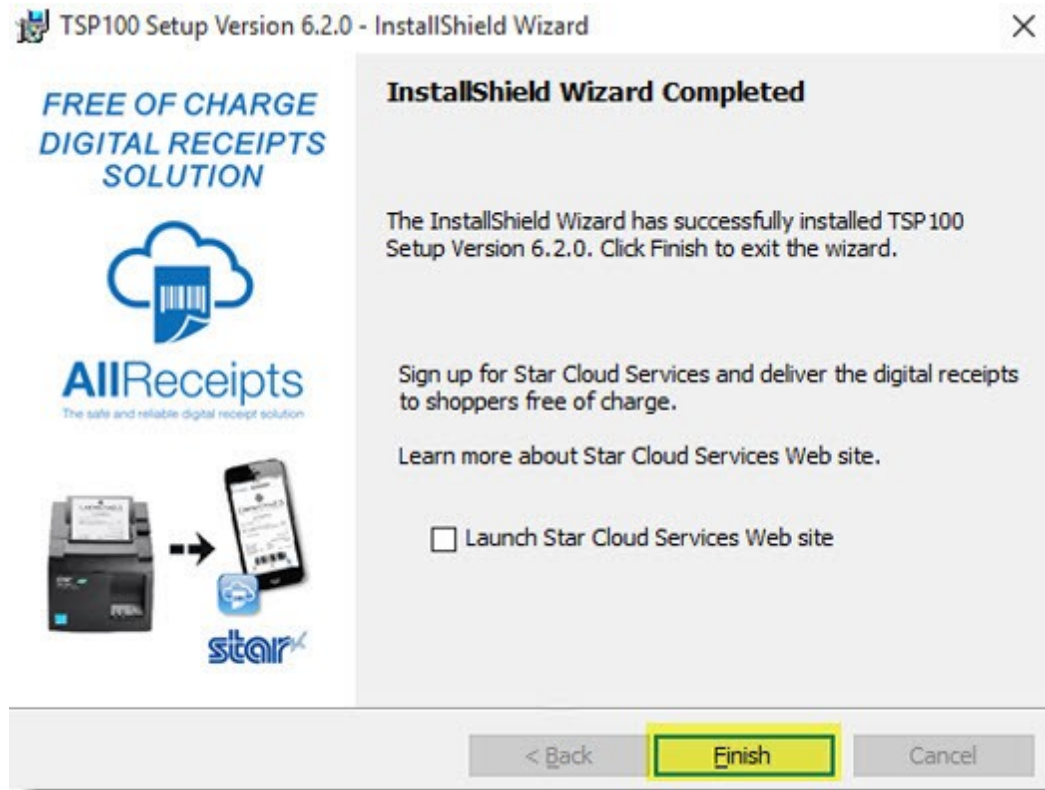 TSP100 Setup Version 6.2.0 - InstallShield Wizard
FREE OF CHARGE
DIGITAL RECEIPTS
SOLUTION
AllReceipts
The safe and reliable digital receipt solution
star
InstallShield Wizard Completed
The InstallShield Wizard has successfully installed TSP100
Setup Version 6.2.0. Click Finish to exit the wizard.
Sign up for Star Cloud Services and deliver the digital receipts
to shoppers free of charge.
Learn more about Star Cloud Services Web site.
Launch Star Cloud Services Web site
< Back
Finish
Cancel